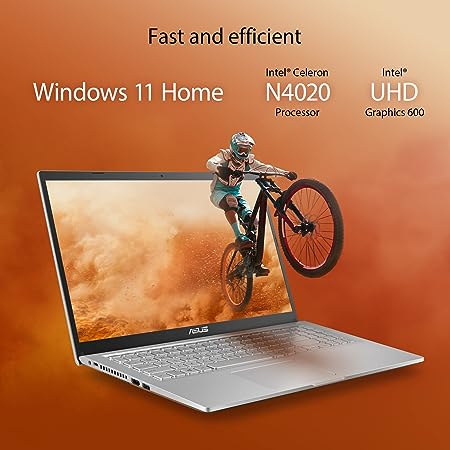 Fast and efficient
Windows 11 Home
Intel® Celeron
N4020
Processor
Intel®
UHD
Graphics 600
ASUS